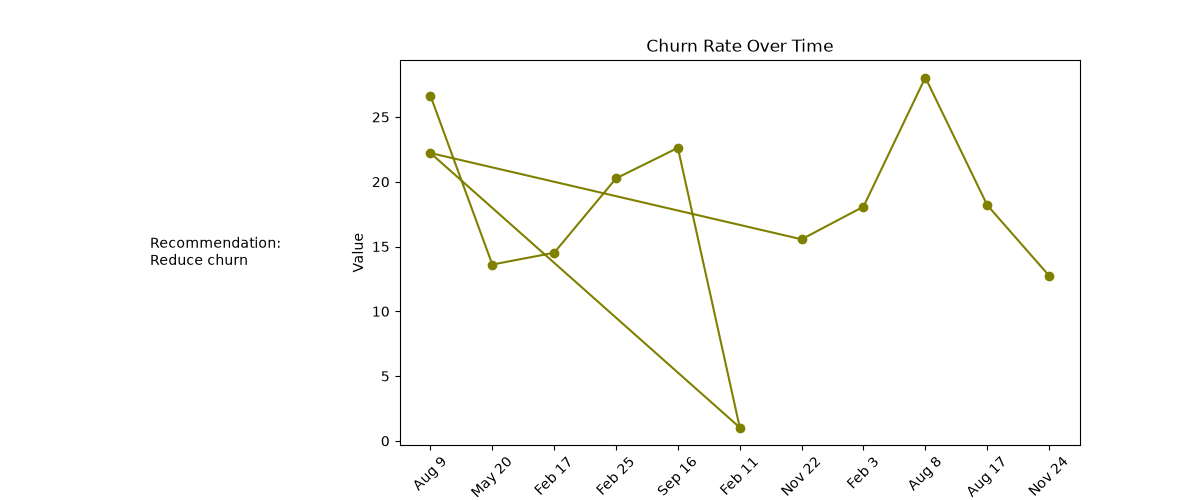 Churn Rate Over Time
Recommendation:
Reduce churn
Value
25
20
15
10
5
0
Aug 9
May 20
Feb 17
Feb 25
Sep 16
Feb 11
Nov 22
Feb 3
Aug 8
Aug 17
Nov 24